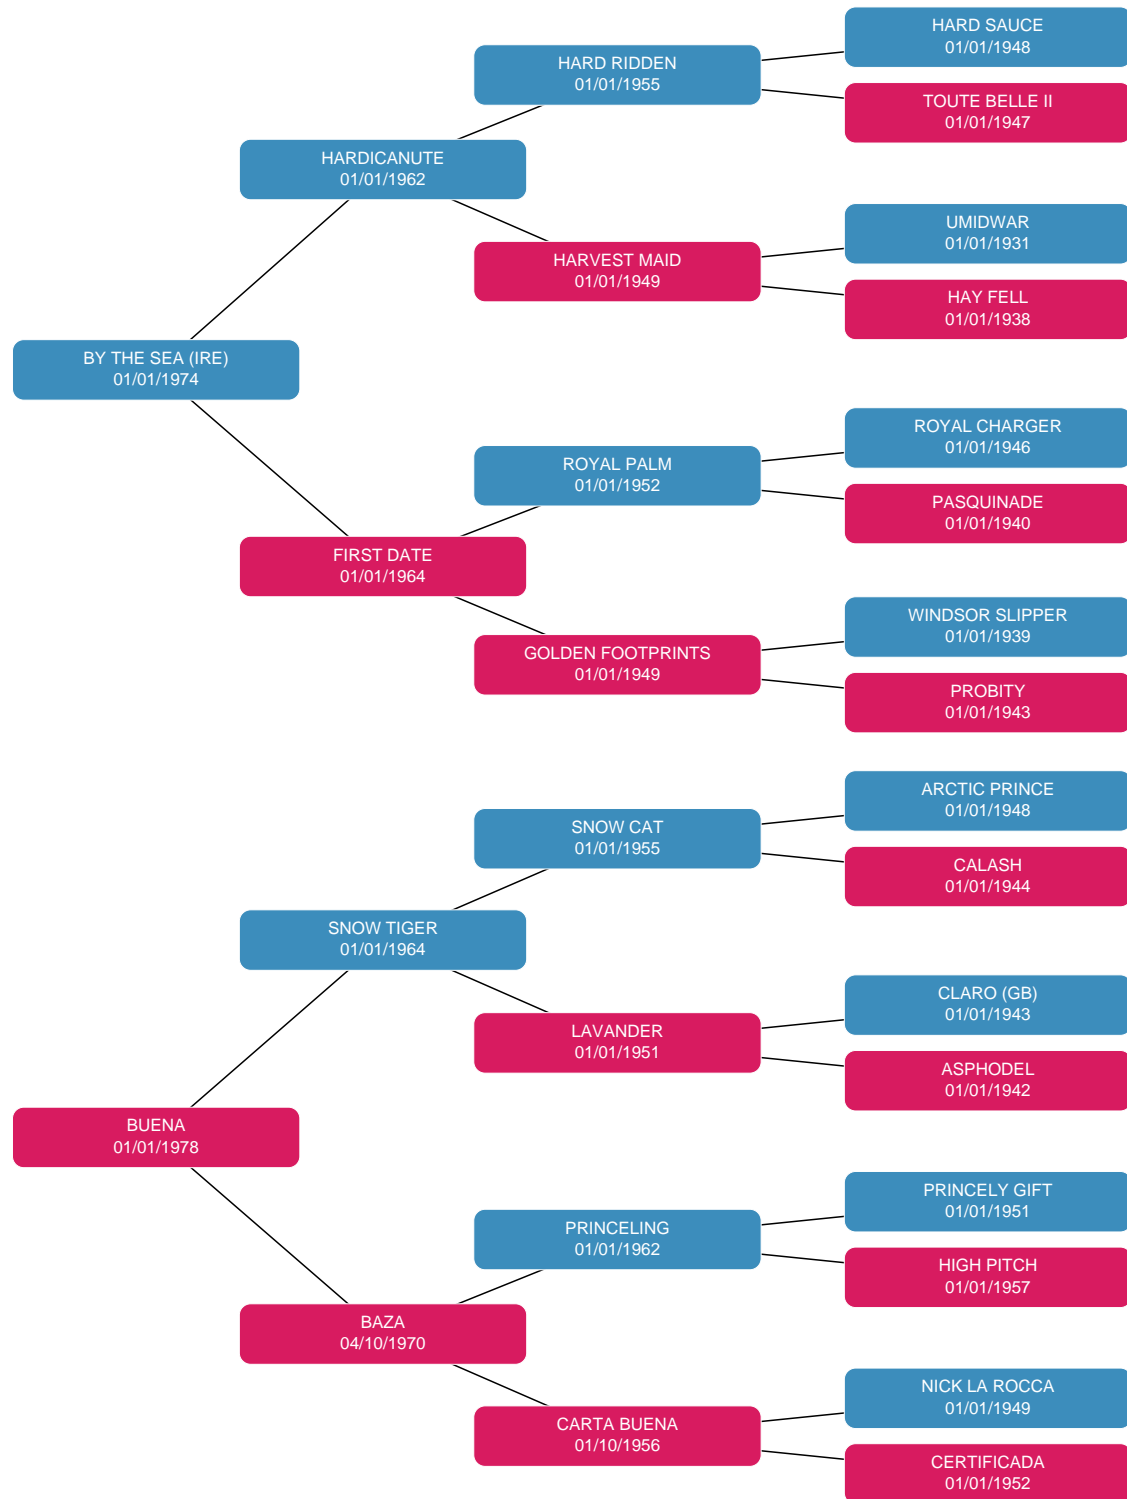 HARD SAUCE
01/01/1948
HARD RIDDEN
01/01/1955
TOUTE BELLE II
01/01/1947
HARDICANUTE
01/01/1962
UMIDWAR
01/01/1931
HARVEST MAID
01/01/1949
HAY FELL
01/01/1938
BY THE SEA (IRE)
01/01/1974
ROYAL CHARGER
01/01/1946
ROYAL PALM
01/01/1952
PASQUINADE
01/01/1940
FIRST DATE
01/01/1964
WINDSOR SLIPPER
01/01/1939
GOLDEN FOOTPRINTS
01/01/1949
PROBITY
01/01/1943
ARCTIC PRINCE
01/01/1948
SNOW CAT
01/01/1955
CALASH
01/01/1944
SNOW TIGER
01/01/1964
CLARO (GB)
01/01/1943
LAVANDER
01/01/1951
ASPHODEL
01/01/1942
BUENA
01/01/1978
PRINCELY GIFT
01/01/1951
PRINCELING
01/01/1962
HIGH PITCH
01/01/1957
BAZA
04/10/1970
NICK LA ROCCA
01/01/1949
CARTA BUENA
01/10/1956
CERTIFICADA
01/01/1952